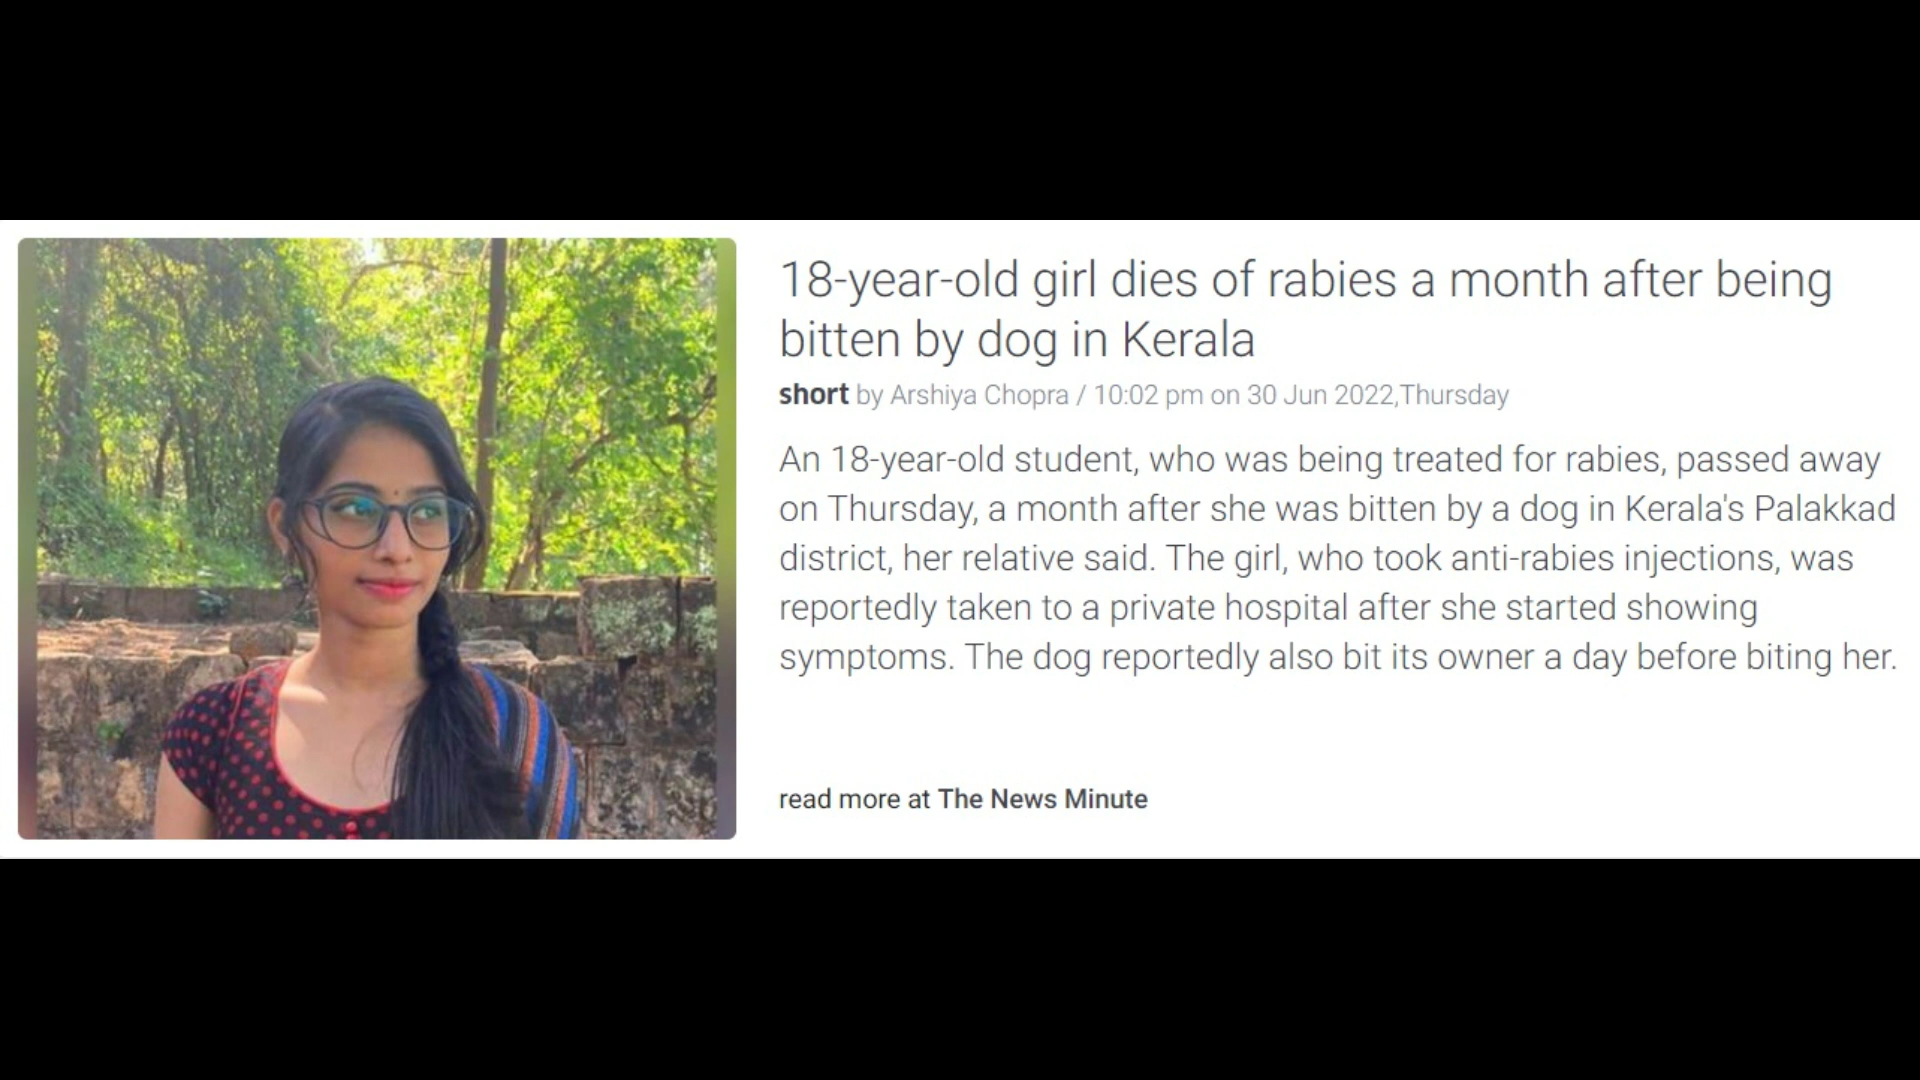 18-year-old girl dies of rabies a month after being
bitten by dog in Kerala
short by Arshiya Chopra / 10:02 pm on 30 Jun 2022,Thursday
An 18-year-old student, who was being treated for rabies, passed away
on Thursday, a month after she was bitten by a dog in Kerala's Palakkad
district, her relative said. The girl, who took anti-rabies injections, was
reportedly taken to a private hospital after she started showing
symptoms. The dog reportedly also bit its owner a day before biting her.
read more at The News Minute